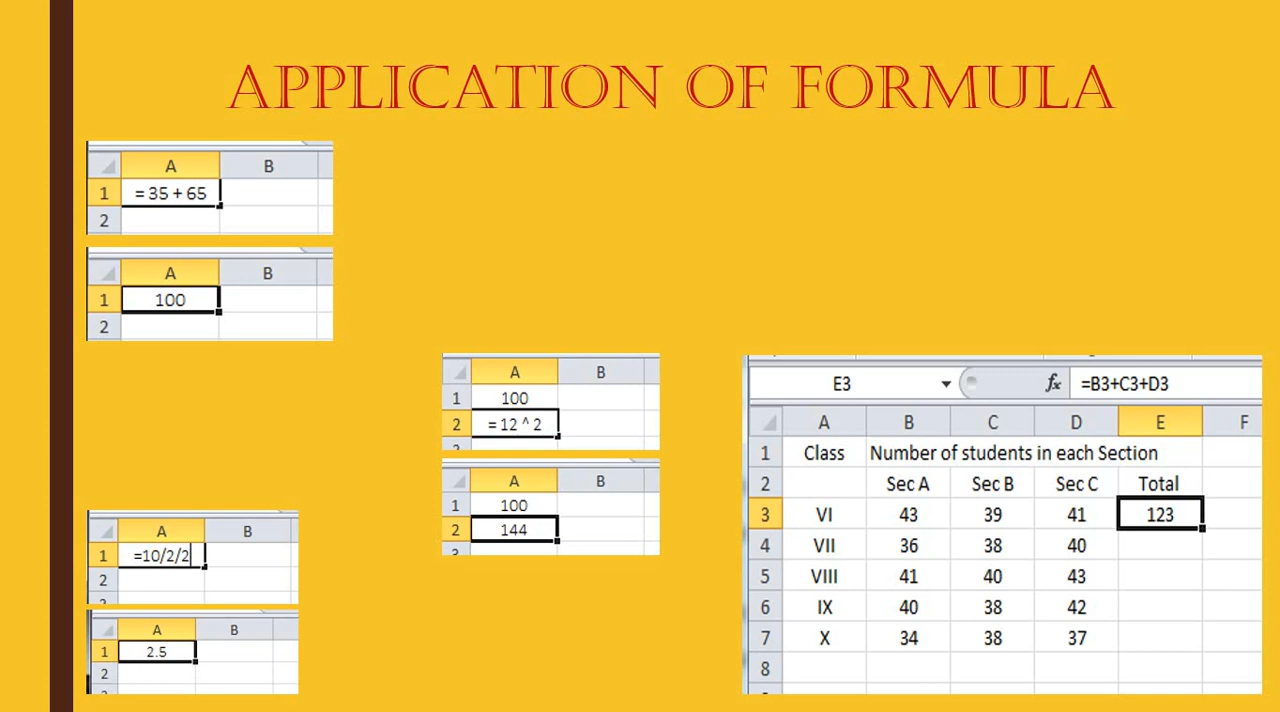 APPLICATION OF FORMULA
A B
1 = 35 + 65
2
A B
1 100
2
A B
1 =10/2/2
2
A B
1 2.5
2
A B
1 100
2 = 12 ^ 2
A B
1 100
2 144
E3 fx =B3+C3+D3
A B C D E F
1 Class Number of students in each Section
2 Sec A Sec B Sec C Total
3 VI 43 39 41 123
4 VII 36 38 40
5 VIII 41 40 43
6 IX 40 38 42
7 X 34 38 37
8